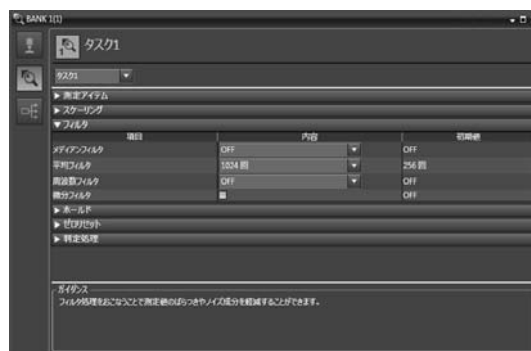 BANK 1(1)
タスク1
タスク1
▶ 測定アイテム
▶ スケーリング
▼フィルタ
項目 内容 初期値
メディアンフィルタ OFF OFF
平均フィルタ 1024 回 256 回
周波数フィルタ OFF OFF
微分フィルタ OFF
▶ ホールド
▶ ゼロリセット
▶ 判定処理
ガイダンス
フィルタ処理をおこなうことで測定値のばらつきやノイズ成分を軽減することができます。